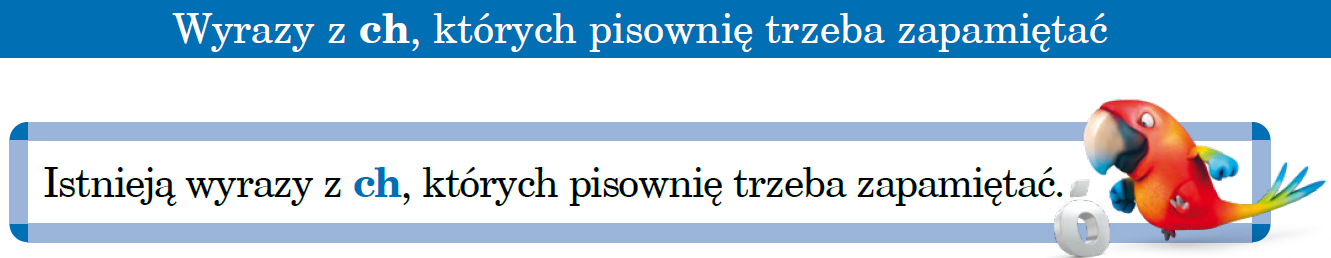 Wyrazy z ch, których pisownię trzeba zapamiętać
Istnieją wyrazy z ch, których pisownię trzeba zapamiętać.
ó